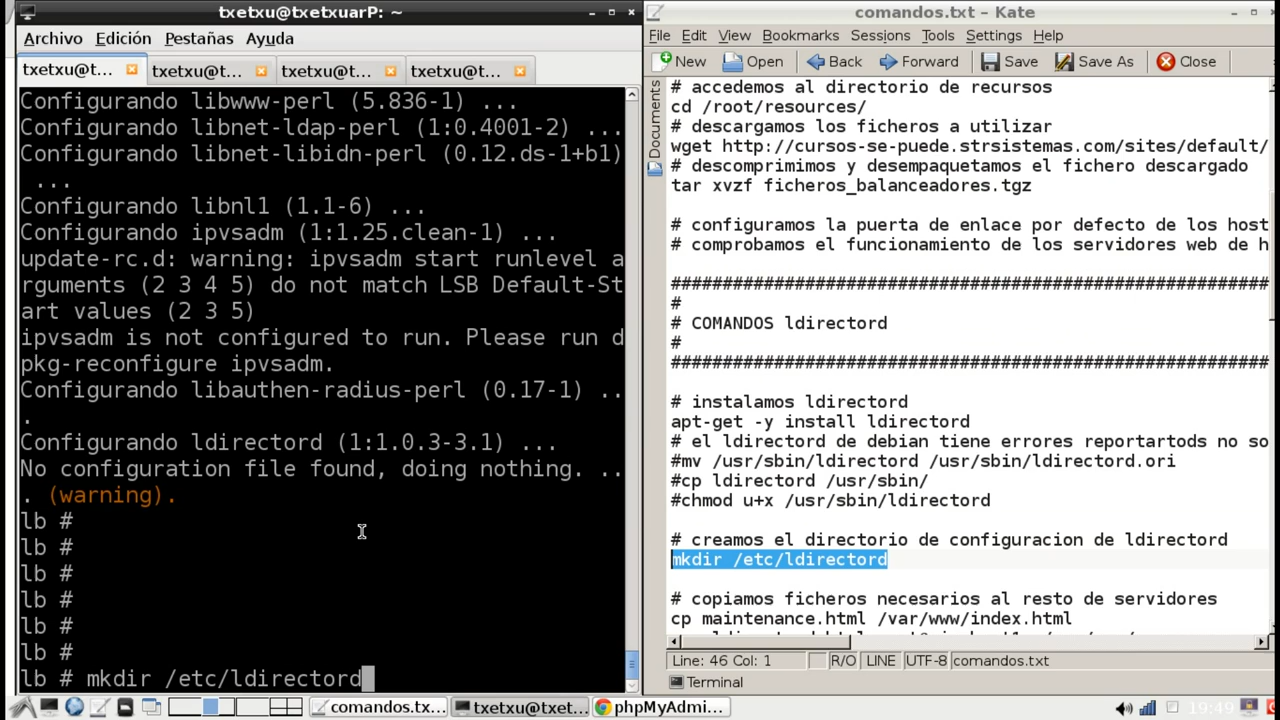 txetxu@txetxuarP: ~
Archivo Edición Pestañas Ayuda
txetxu@t... txetxu@t... txetxu@t... txetxu@t...
Configurando libwww-perl (5.836-1) ...
Configurando libnet-ldap-perl (1:0.4001-2) ...
Configurando libnet-libidn-perl (0.12.ds-1+b1)
...
Configurando libnl1 (1.1-6) ...
Configurando ipvsadm (1:1.25.clean-1) ...
update-rc.d: warning: ipvsadm start runlevel a
rguments (2 3 4 5) do not match LSB Default-St
art values (2 3 5)
ipvsadm is not configured to run. Please run d
pkg-reconfigure ipvsadm.
Configurando libauthen-radius-perl (0.17-1) ..
.
Configurando ldirectord (1:1.0.3-3.1) ...
No configuration file found, doing nothing. ..
. (warning).
lb #
lb #
lb #
lb #
lb #
lb #
lb # mkdir /etc/ldirectord
comandos.txt – Kate
File Edit View Bookmarks Sessions Tools Settings Help
New Open Back Forward Save Save As Close
Documents
# accedemos al directorio de recursos
cd /root/resources/
# descargamos los ficheros a utilizar
wget http://cursos-se-puede.strsistemas.com/sites/default/
# descomprimimos y desempaquetamos el fichero descargado
tar xvzf ficheros_balanceadores.tgz
# configuramos la puerta de enlace por defecto de los host
# comprobamos el funcionamiento de los servidores web de h
##########################################################
#
# COMANDOS ldirectord
#
##########################################################
# instalamos ldirectord
apt-get -y install ldirectord
# el ldirectord de debian tiene errores reportartods no so
#mv /usr/sbin/ldirectord /usr/sbin/ldirectord.ori
#cp ldirectord /usr/sbin/
#chmod u+x /usr/sbin/ldirectord
# creamos el directorio de configuracion de ldirectord
mkdir /etc/ldirectord
# copiamos ficheros necesarios al resto de servidores
cp maintenance.html /var/www/index.html
Line: 46 Col: 1 R/O LINE UTF-8 comandos.txt
Terminal
comandos.tx... txetxu@t... phpMyAdmi... 19:49